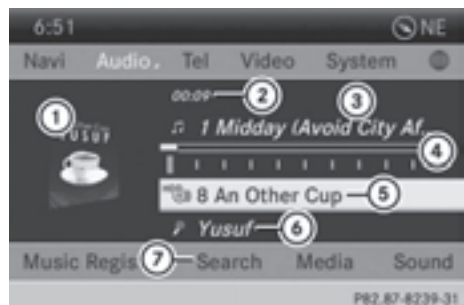 6:51 NE
Navi Audio Tel Video System
1 YUSUF
00:09 2
3
1 Midday (Avoid City Af...
4
8 An Other Cup 5
Yusuf 6
Music Regis 7 Search Media Sound
P82.87-8239-31